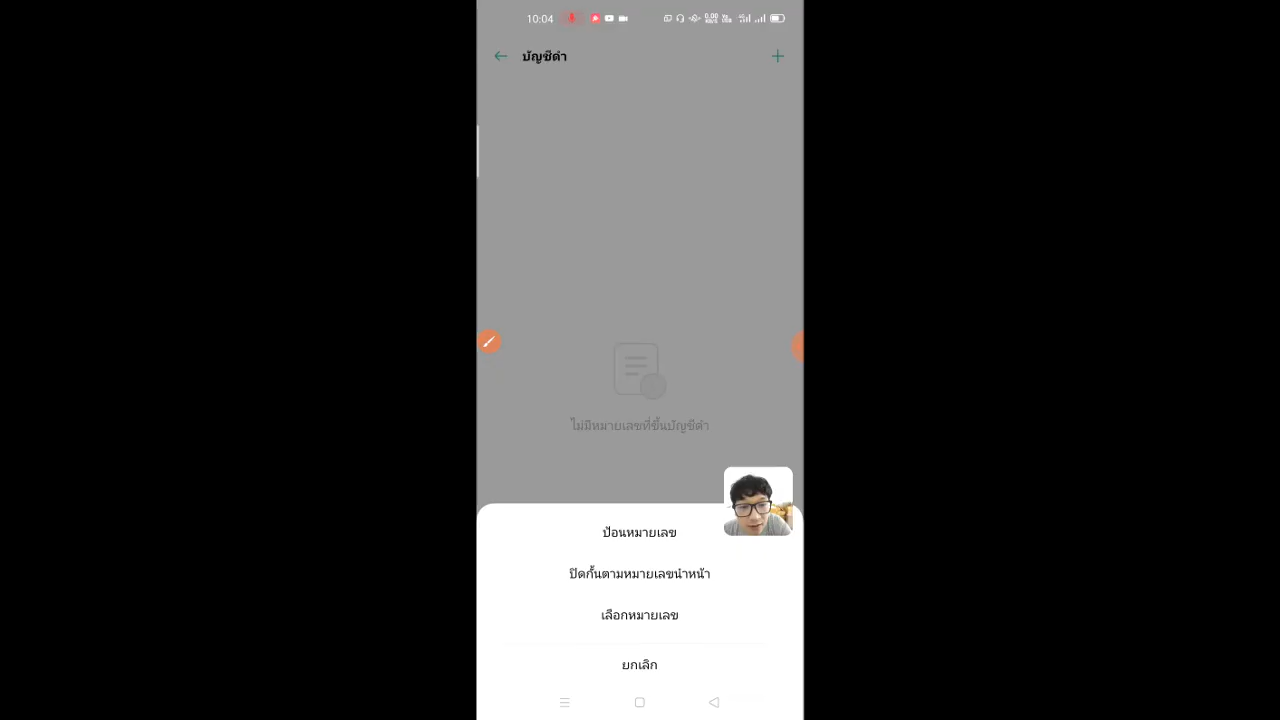 10:04
บัญชีดำ
ไม่มีหมายเลขที่ขึ้นบัญชีดำ
ป้อนหมายเลข
ปิดกั้นตามหมายเลขนำหน้า
เลือกหมายเลข
ยกเลิก